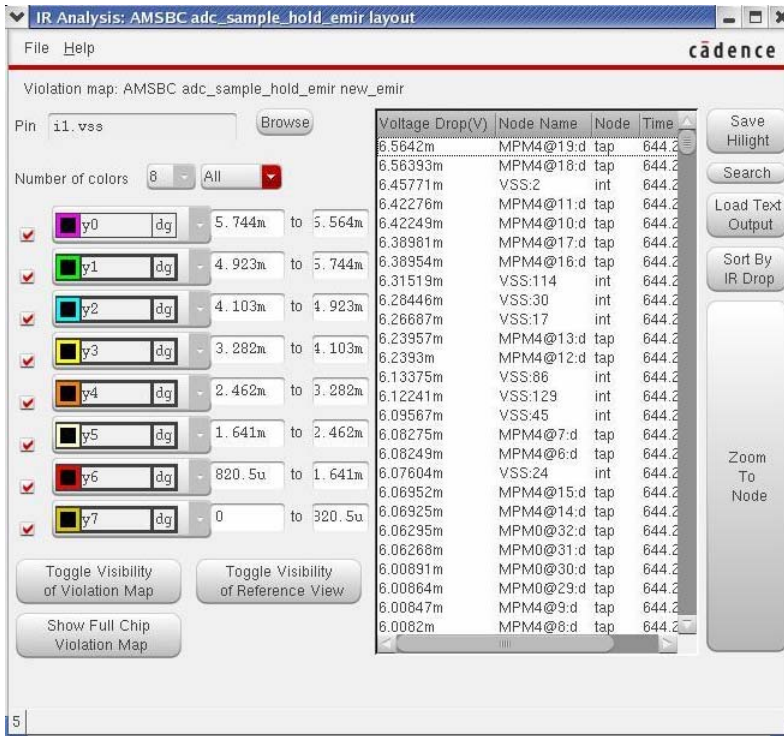 IR Analysis: AMSBC adc_sample_hold_emir layout
File Help
cādence
Violation map: AMSBC adc_sample_hold_emir new_emir
Pin i1.vss Browse
Number of colors 8 All
y0 dg 5.744m to 5.564m
y1 dg 4.923m to 5.744m
y2 dg 4.103m to 4.923m
y3 dg 3.282m to 4.103m
y4 dg 2.462m to 3.282m
y5 dg 1.641m to 2.462m
y6 dg 820.5u to 1.641m
y7 dg 0 to 320.5u
Toggle Visibility
of Violation Map
Toggle Visibility
of Reference View
Show Full Chip
Violation Map
Voltage Drop(V) Node Name Node Time
6.5642m MPM4@19:d tap 644.2
6.56393m MPM4@18:d tap 644.2
6.45771m VSS:2 int 644.2
6.42276m MPM4@11:d tap 644.2
6.42249m MPM4@10:d tap 644.2
6.38981m MPM4@17:d tap 644.2
6.38954m MPM4@16:d tap 644.2
6.31519m VSS:114 int 644.2
6.28446m VSS:30 int 644.2
6.26687m VSS:17 int 644.2
6.23957m MPM4@13:d tap 644.2
6.2393m MPM4@12:d tap 644.2
6.13375m VSS:86 int 644.2
6.12241m VSS:129 int 644.2
6.09567m VSS:45 int 644.2
6.08275m MPM4@7:d tap 644.2
6.08249m MPM4@6:d tap 644.2
6.07604m VSS:24 int 644.2
6.06952m MPM4@15:d tap 644.2
6.06925m MPM4@14:d tap 644.2
6.06295m MPM0@32:d tap 644.2
6.06268m MPM0@31:d tap 644.2
6.00891m MPM0@30:d tap 644.2
6.00864m MPM0@29:d tap 644.2
6.00847m MPM4@9:d tap 644.2
6.0082m MPM4@8:d tap 644.2
Save
Hilight
Search
Load Text
Output
Sort By
IR Drop
Zoom
To
Node
5